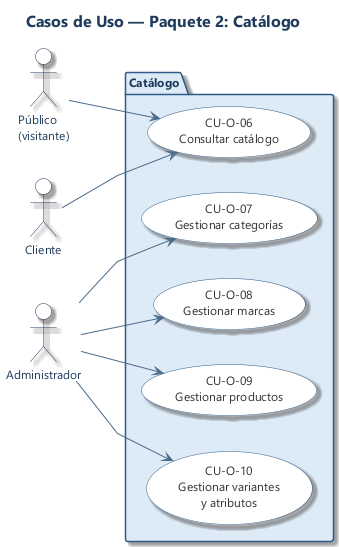 Casos de Uso — Paquete 2: Catálogo
Catálogo
Público
(visitante)
CU-O-06
Consultar catálogo
Cliente
CU-O-07
Gestionar categorías
CU-O-08
Gestionar marcas
Administrador
CU-O-09
Gestionar productos
CU-O-10
Gestionar variantes
y atributos